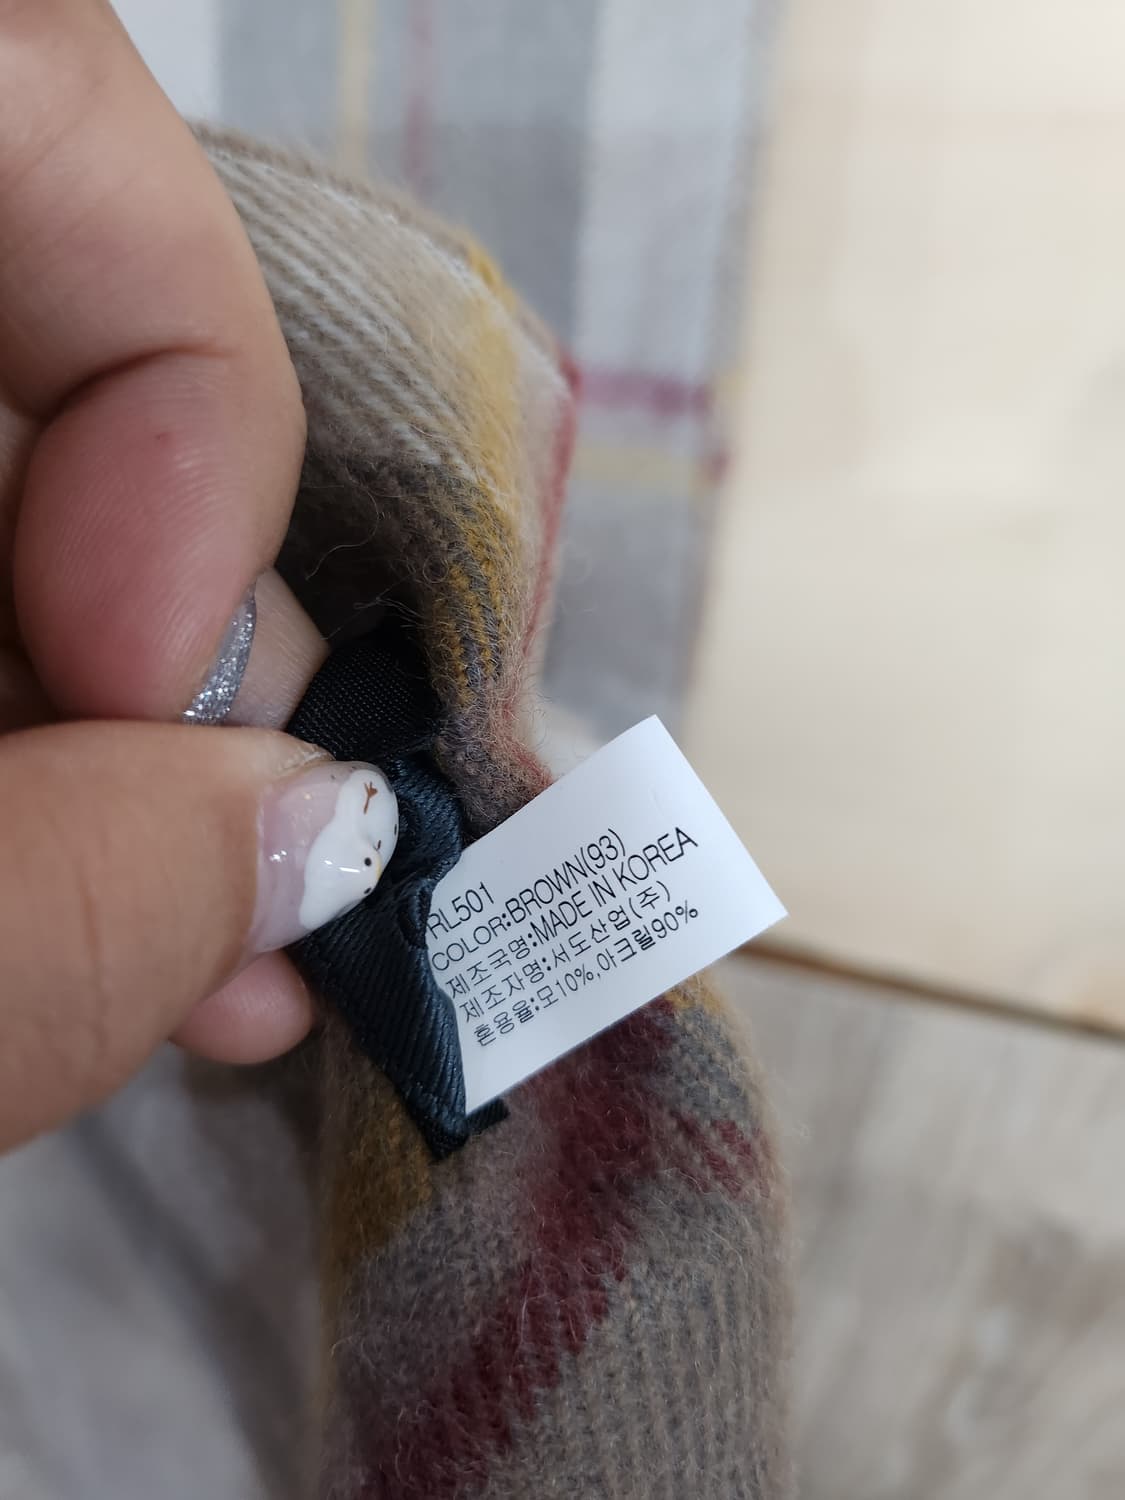 RL501
COLOR:BROWN(93)
제조국명:MADE IN KOREA
제조자명:서도산업(주)
혼용율:모10%,아크릴90%